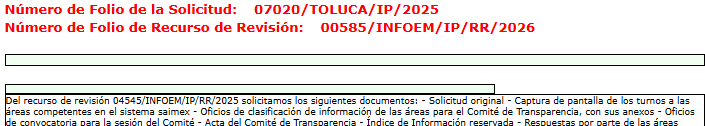 Número de Folio de la Solicitud: 07020/TOLUCA/IP/2025
Número de Folio de Recurso de Revisión: 00585/INFOEM/IP/RR/2026
Del recurso de revisión 04545/INFOEM/IP/RR/2025 solicitamos los siguientes documentos: - Solicitud original - Captura de pantalla de los turnos a las
áreas competentes en el sistema saimex - Oficios de clasificación de información de las áreas para el Comité de Transparencia, con sus anexos - Oficios
de convocatoria para la sesión del Comité - Acta del Comité de Transparencia - Índice de Información reservada - Respuestas por parte de las áreas